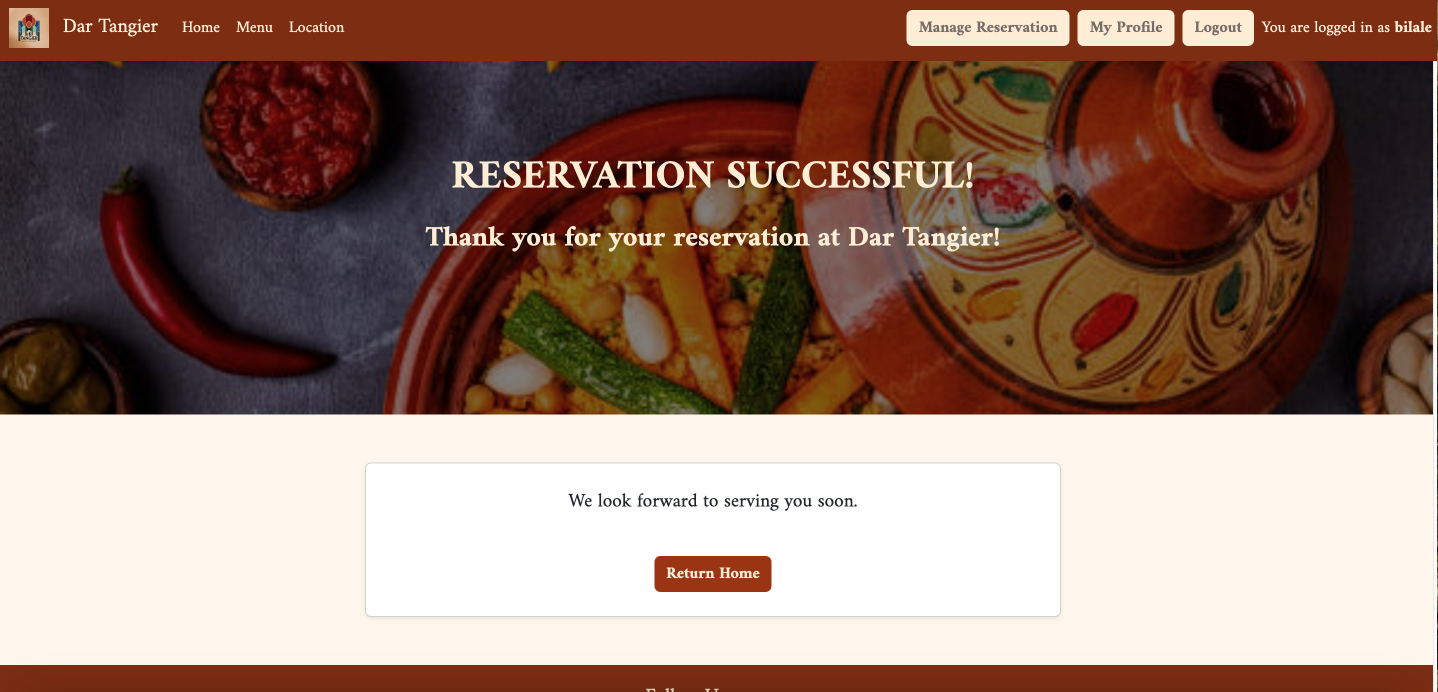 Dar Tangier Home Menu Location Manage Reservation My Profile Logout You are logged in as bilale
RESERVATION SUCCESSFUL!
Thank you for your reservation at Dar Tangier!
We look forward to serving you soon.
Return Home